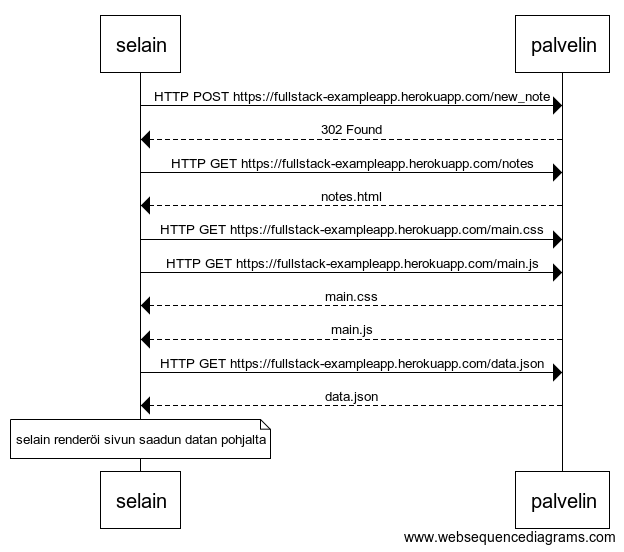 selain palvelin
HTTP POST https://fullstack-exampleapp.herokuapp.com/new_note
302 Found
HTTP GET https://fullstack-exampleapp.herokuapp.com/notes
notes.html
HTTP GET https://fullstack-exampleapp.herokuapp.com/main.css
HTTP GET https://fullstack-exampleapp.herokuapp.com/main.js
main.css
main.js
HTTP GET https://fullstack-exampleapp.herokuapp.com/data.json
data.json
selain renderöi sivun saadun datan pohjalta
selain palvelin
www.websequencediagrams.com